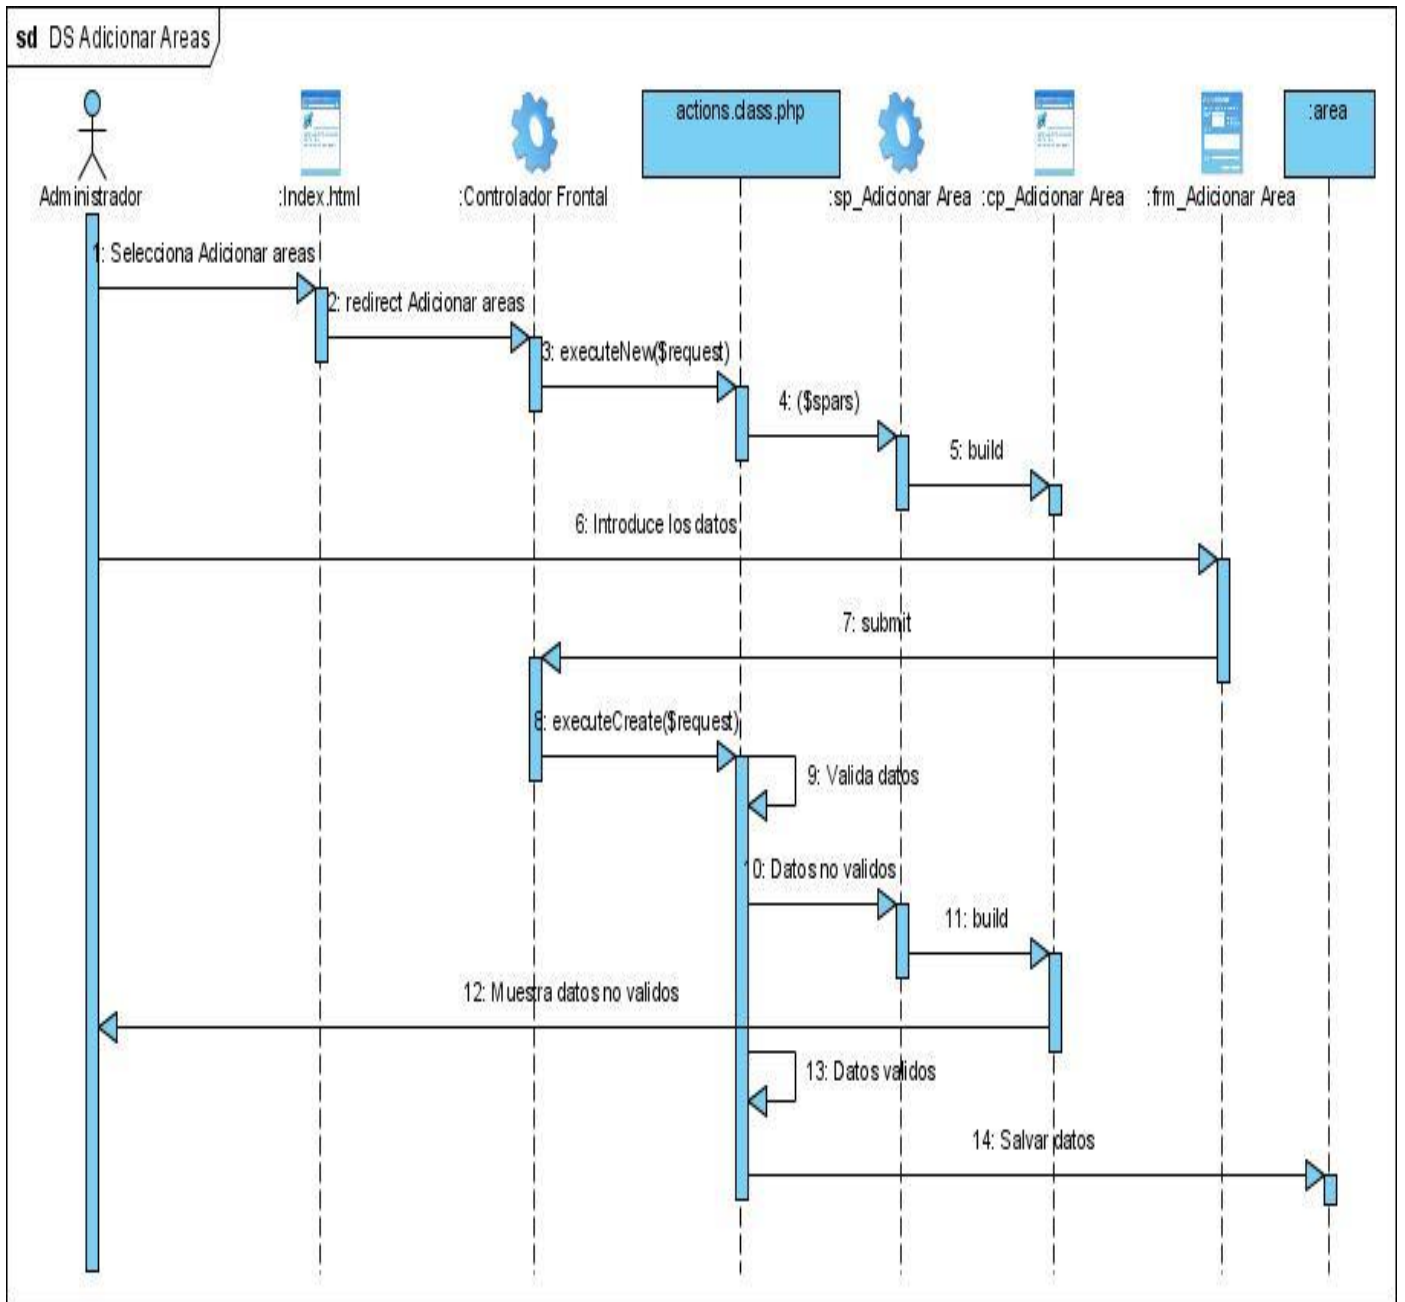 sd DS Adicionar Areas
actions.class.php
:area
Administrador
:Index.html
:Controlador Frontal
:sp_Adicionar Area
:cp_Adicionar Area
:frm_Adicionar Area
1: Selecciona Adicionar areas
2: redirect Adicionar areas
3: executeNew($request)
4: ($spars)
5: build
6: Introduce los datos
7: submit
8: executeCreate($request)
9: Valida datos
10: Datos no validos
11: build
12: Muestra datos no validos
13: Datos validos
14: Salvar datos